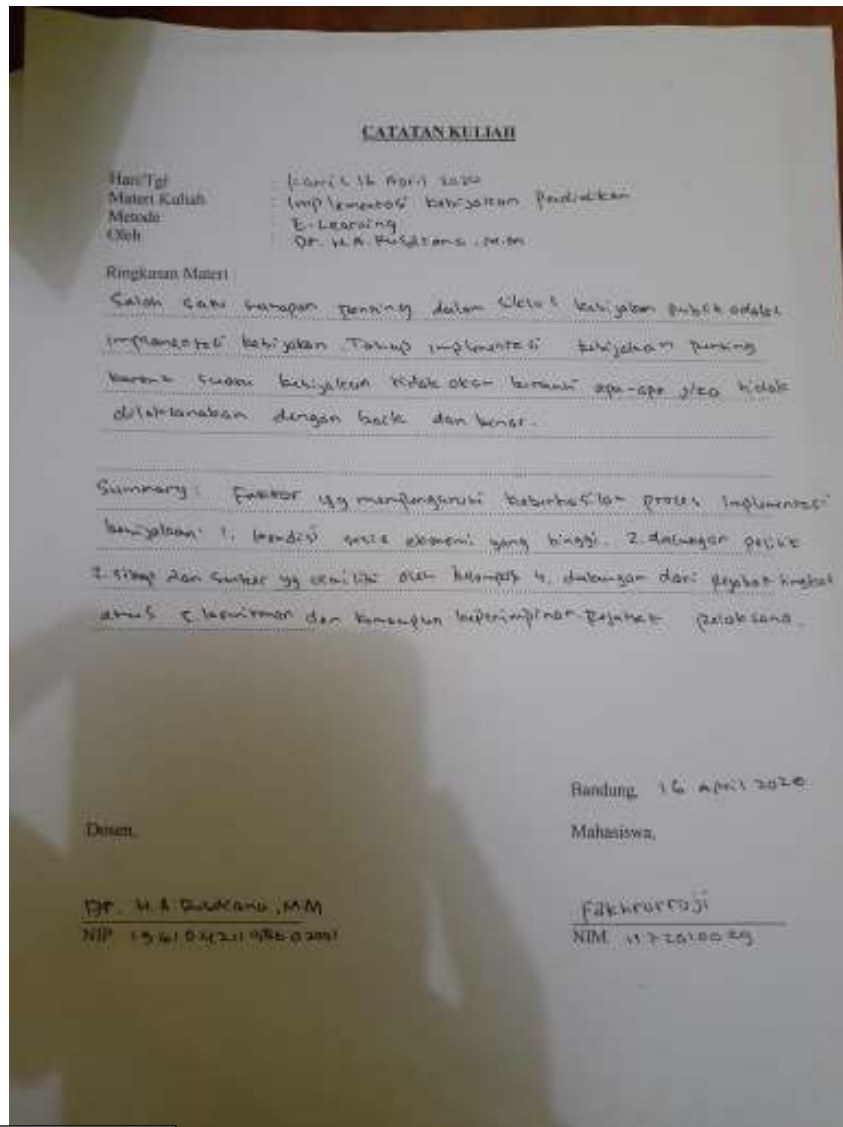 CATATAN KULIAH
Hari/Tgl : Kamis 16 April 2020
Materi Kuliah : Implementasi kebijakan Pendidikan
Metode : E-Learning
Oleh : Dr. H.A. Rusdiana, M.M
Ringkasan Materi :
Salah satu tahapan penting dalam siklus kebijakan publik adalah
implementasi kebijakan. Tahap implementasi kebijakan penting
karena suatu kebijakan tidak akan berarti apa-apa jika tidak
dilaksanakan dengan baik dan benar.
Summary : Faktor yg mempengaruhi keberhasilan proses implementasi
kebijakan: 1. kondisi sosio ekonomi yang tinggi. 2. dukungan publik
3. sikap dan sumber yg dimiliki oleh kelompok 4. dukungan dari pejabat tingkat
atas 5 komitmen dan kemampuan kepemimpinan Pejabat pelaksana.
Bandung, 16 April 2020
Dosen, Mahasiswa,
Dr. H A Rusdiana, MM Fakhrurroji
NIP NIM